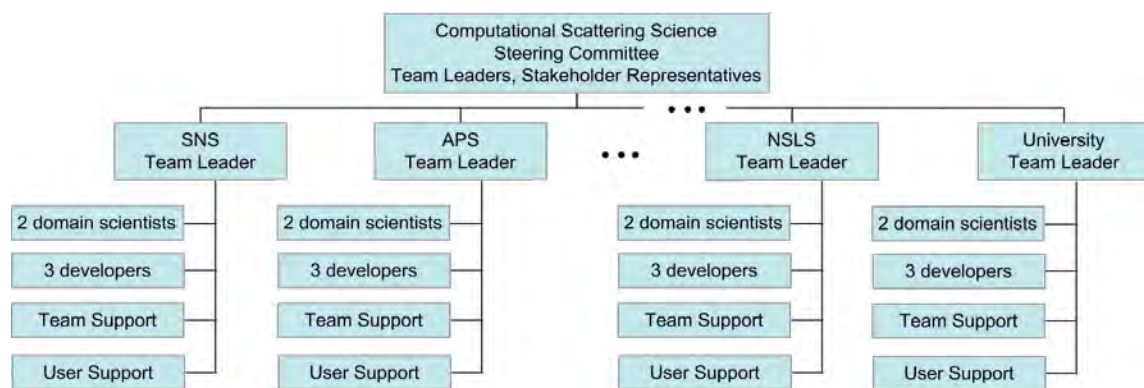 Computational Scattering Science
Steering Committee
Team Leaders, Stakeholder Representatives
•••
SNS
Team Leader
APS
Team Leader
•••
NSLS
Team Leader
University
Team Leader
2 domain scientists
2 domain scientists
2 domain scientists
2 domain scientists
3 developers
3 developers
3 developers
3 developers
Team Support
Team Support
Team Support
Team Support
User Support
User Support
User Support
User Support